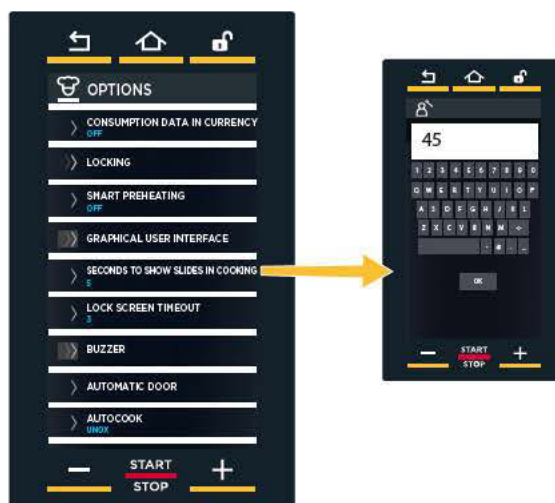 OPTIONS
CONSUMPTION DATA IN CURRENCY
OFF
LOCKING
SMART PREHEATING
OFF
GRAPHICAL USER INTERFACE
SECONDS TO SHOW SLIDES IN COOKING
5
LOCK SCREEN TIMEOUT
3
BUZZER
AUTOMATIC DOOR
AUTOCOOK
UNOX
START
STOP
45
1 2 3 4 5 6 7 8 9 0
Q W E R T Y U I O P
A S D F G H J K L
Z X C V B N M
OK
START
STOP